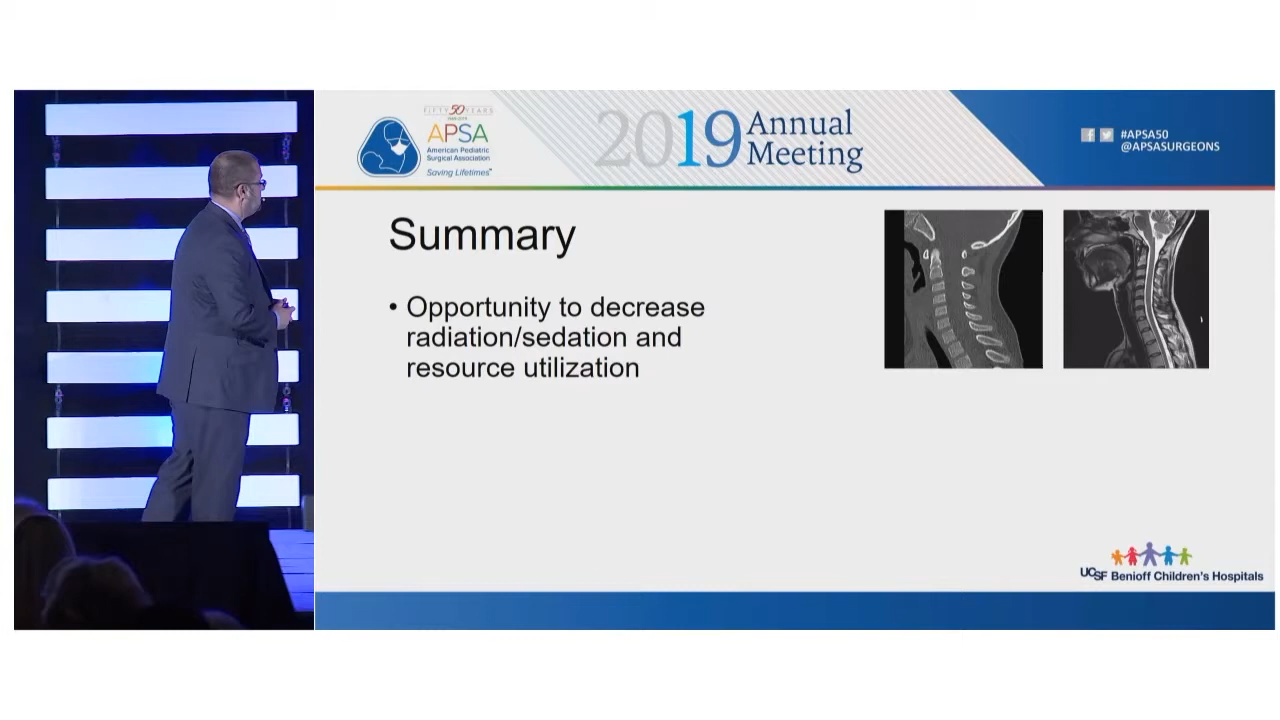 FIFTY 50 YEARS
APSA
American Pediatric
Surgical Association
Saving Lifetimes™
2019 Annual
Meeting
#APSA50
@APSASURGEONS
Summary
• Opportunity to decrease
radiation/sedation and
resource utilization
UCSF Benioff Children's Hospitals